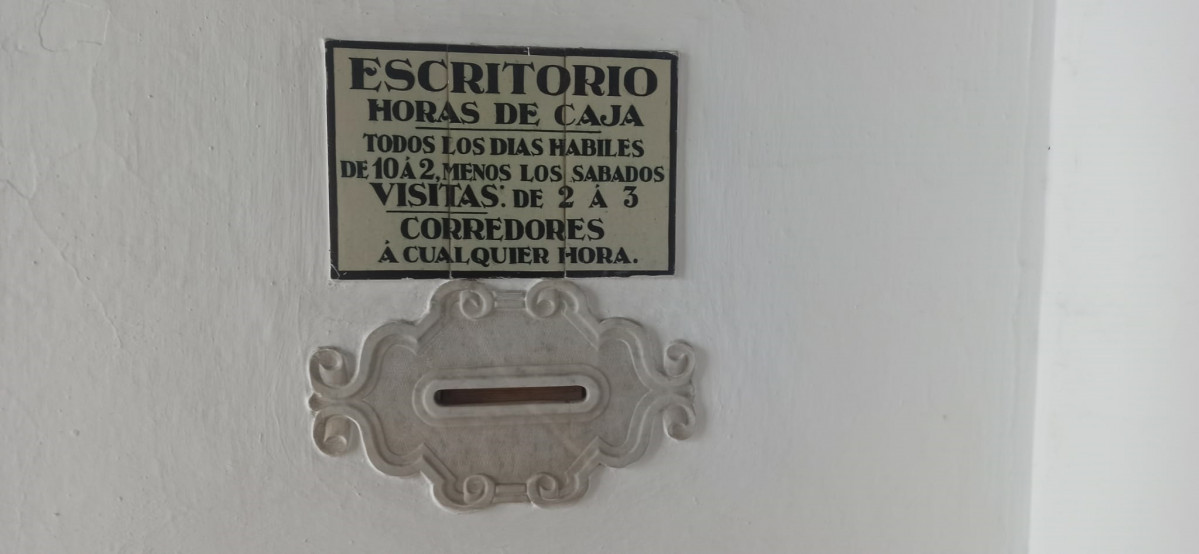 ESCRITORIO
HORAS DE CAJA
TODOS LOS DIAS HABILES
DE 10 Á 2, MENOS LOS SABADOS
VISITAS: DE 2 Á 3
CORREDORES
Á CUALQUIER HORA.